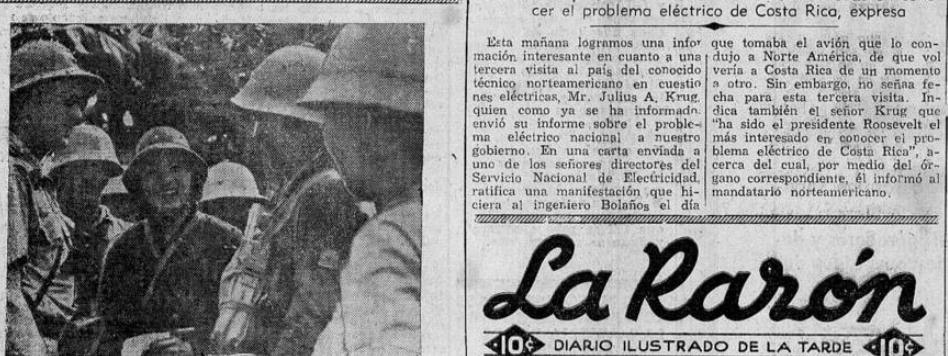 cer el problema eléctrico de Costa Rica, expresa
Esta mañana logramos una infor
mación interesante en cuanto a una
tercera visita al país del conocido
técnico norteamericano en cuestio
nes eléctricas, Mr. Julius A. Krug,
quien como ya se ha informado
envió su informe sobre el proble
ma eléctrico nacional a nuestro
gobierno. En una carta enviada a
uno de los señores directores del
Servicio Nacional de Electricidad,
ratifica una manifestación que hi-
ciera al ingeniero Bolaños el día
que tomaba el avión que lo con-
dujo a Norte América, de que vol
vería a Costa Rica de un momento
a otro. Sin embargo, no señaa fe-
cha para esta tercera visita. In-
dica también el señor Krug que
"ha sido el presidente Roosevelt el
más interesado en conocer el pro-
blema eléctrico de Costa Rica", a-
cerca del cual, por medio del ór-
gano correspondiente, él informó al
mandatario norteamericano.
La Razón
10¢ DIARIO ILUSTRADO DE LA TARDE 10¢